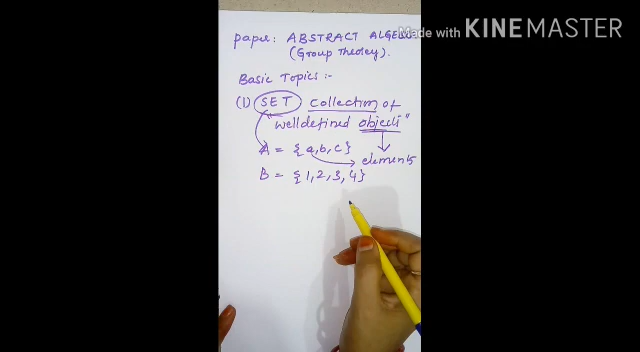 Made with KINEMASTER
Paper: ABSTRACT
(Group Theory).
Basic Topics :-
(1) SET collection of
"welldefined objects"
A = { a, b, c }
elements
B = { 1, 2, 3, 4 }